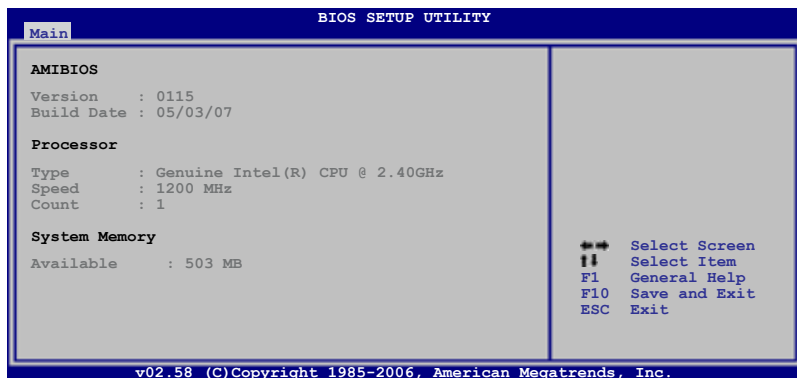 BIOS SETUP UTILITY
Main
AMIBIOS
Version : 0115
Build Date : 05/03/07
Processor
Type : Genuine Intel(R) CPU @ 2.40GHz
Speed : 1200 MHz
Count : 1
System Memory
Available : 503 MB
←→ Select Screen
↑↓ Select Item
F1 General Help
F10 Save and Exit
ESC Exit
v02.58 (C)Copyright 1985-2006, American Megatrends, Inc.